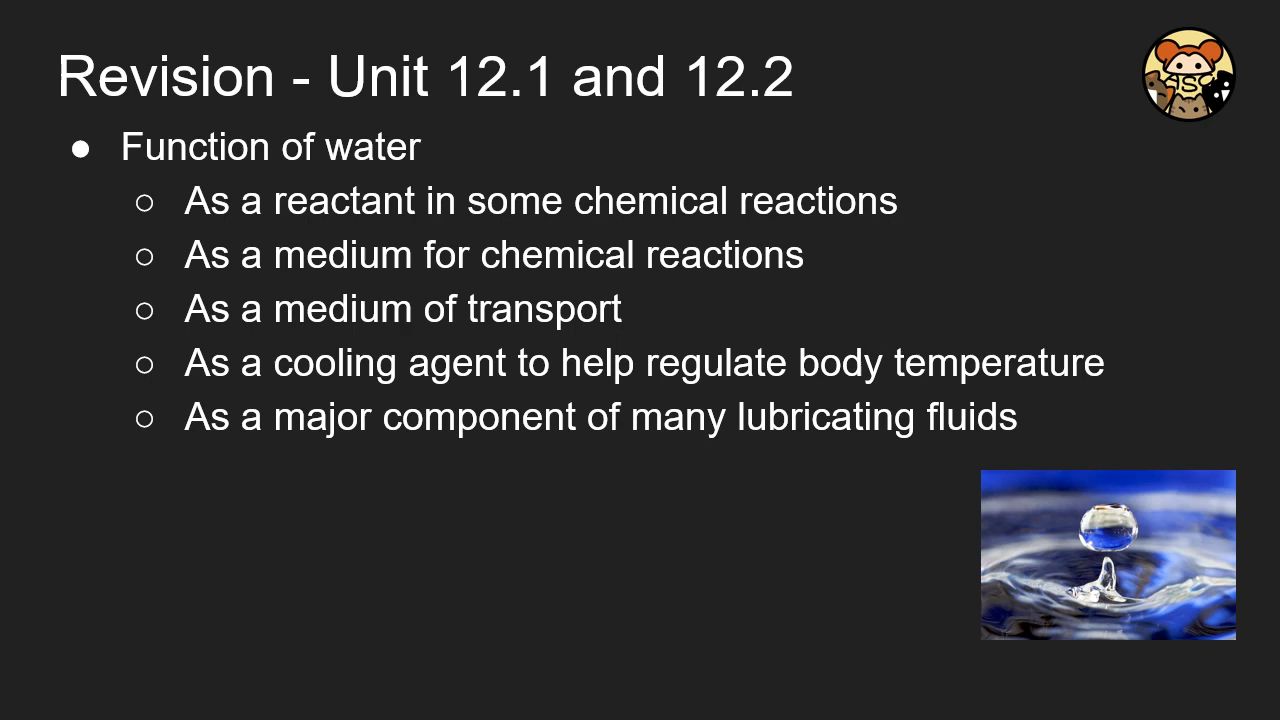 Revision - Unit 12.1 and 12.2
● Function of water
○ As a reactant in some chemical reactions
○ As a medium for chemical reactions
○ As a medium of transport
○ As a cooling agent to help regulate body temperature
○ As a major component of many lubricating fluids
S